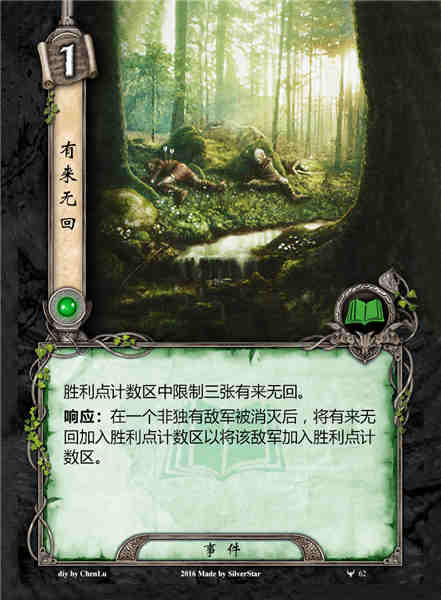 1
有来无回
胜利点计数区中限制三张有来无回。
响应：在一个非独有敌军被消灭后，将有来无
回加入胜利点计数区以将该敌军加入胜利点计
数区。
事件
diy by ChenLu
2016 Made by SilverStar
62